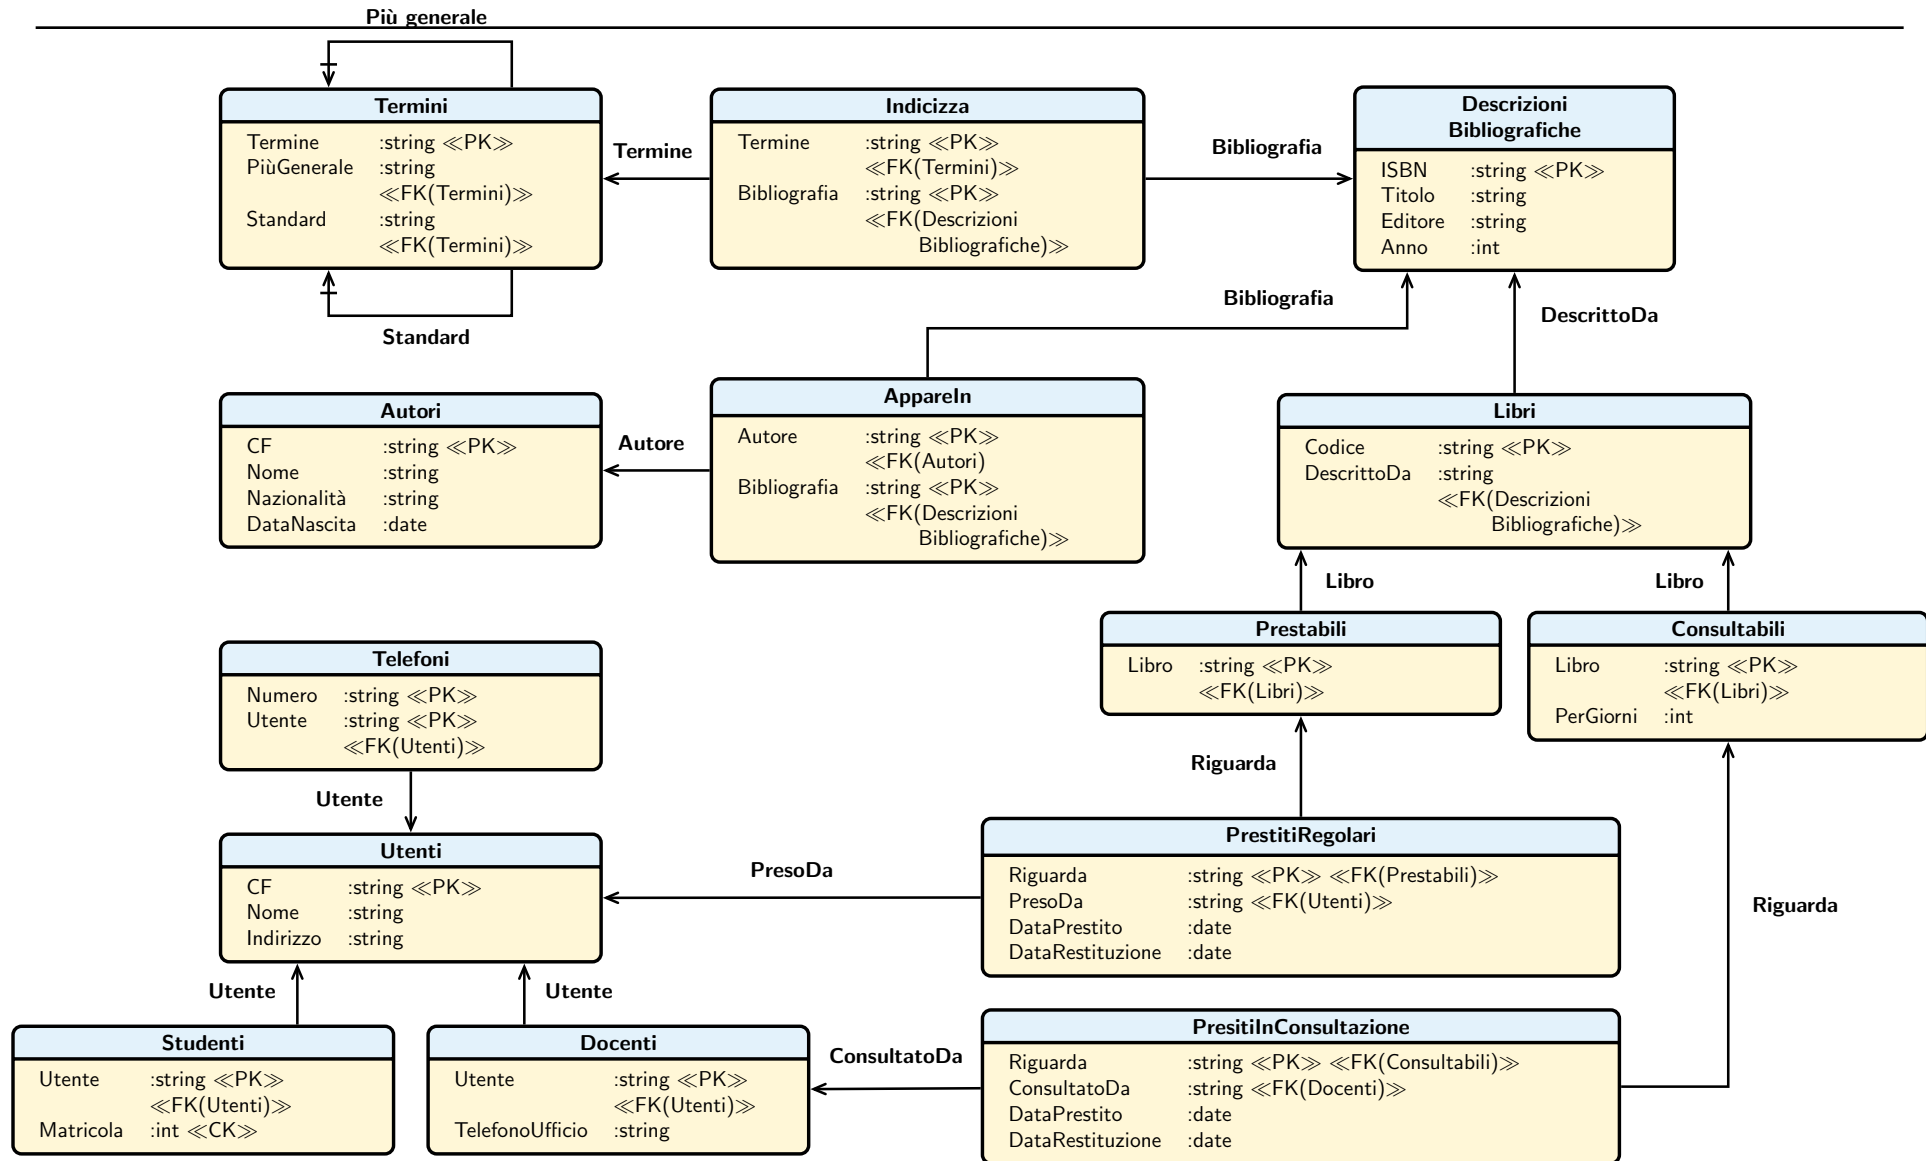 Più generale
Termini
Termine :string ≪PK≫
PiùGenerale :string
≪FK(Termini)≫
Standard :string
≪FK(Termini)≫
Termine
Indicizza
Termine :string ≪PK≫
≪FK(Termini)≫
Bibliografia :string ≪PK≫
≪FK(Descrizioni
Bibliografiche)≫
Bibliografia
Descrizioni
Bibliografiche
ISBN :string ≪PK≫
Titolo :string
Editore :string
Anno :int
Standard
Bibliografia
DescrittoDa
Autori
CF :string ≪PK≫
Nome :string
Nazionalità :string
DataNascita :date
Autore
AppareIn
Autore :string ≪PK≫
≪FK(Autori)
Bibliografia :string ≪PK≫
≪FK(Descrizioni
Bibliografiche)≫
Libri
Codice :string ≪PK≫
DescrittoDa :string
≪FK(Descrizioni
Bibliografiche)≫
Libro
Libro
Telefoni
Numero :string ≪PK≫
Utente :string ≪PK≫
≪FK(Utenti)≫
Prestabili
Libro :string ≪PK≫
≪FK(Libri)≫
Consultabili
Libro :string ≪PK≫
≪FK(Libri)≫
PerGiorni :int
Utente
Riguarda
Utenti
CF :string ≪PK≫
Nome :string
Indirizzo :string
PresoDa
PrestitiRegolari
Riguarda :string ≪PK≫ ≪FK(Prestabili)≫
PresoDa :string ≪FK(Utenti)≫
DataPrestito :date
DataRestituzione :date
Riguarda
Utente
Utente
Studenti
Utente :string ≪PK≫
≪FK(Utenti)≫
Matricola :int ≪CK≫
Docenti
Utente :string ≪PK≫
≪FK(Utenti)≫
TelefonoUfficio :string
ConsultatoDa
PresitiInConsultazione
Riguarda :string ≪PK≫ ≪FK(Consultabili)≫
ConsultatoDa :string ≪FK(Docenti)≫
DataPrestito :date
DataRestituzione :date